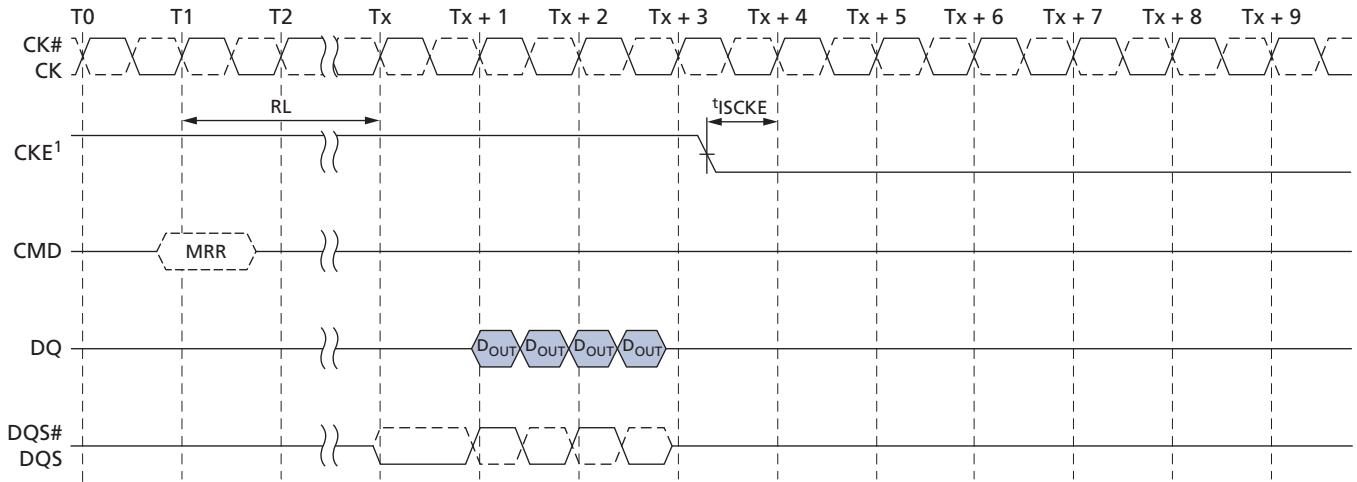 T0 T1 T2 Tx Tx + 1 Tx + 2 Tx + 3 Tx + 4 Tx + 5 Tx + 6 Tx + 7 Tx + 8 Tx + 9
CK#
CK
RL
tISCKE
CKE1
CMD
MRR
DQ
DOUT DOUT DOUT DOUT
DQS#
DQS